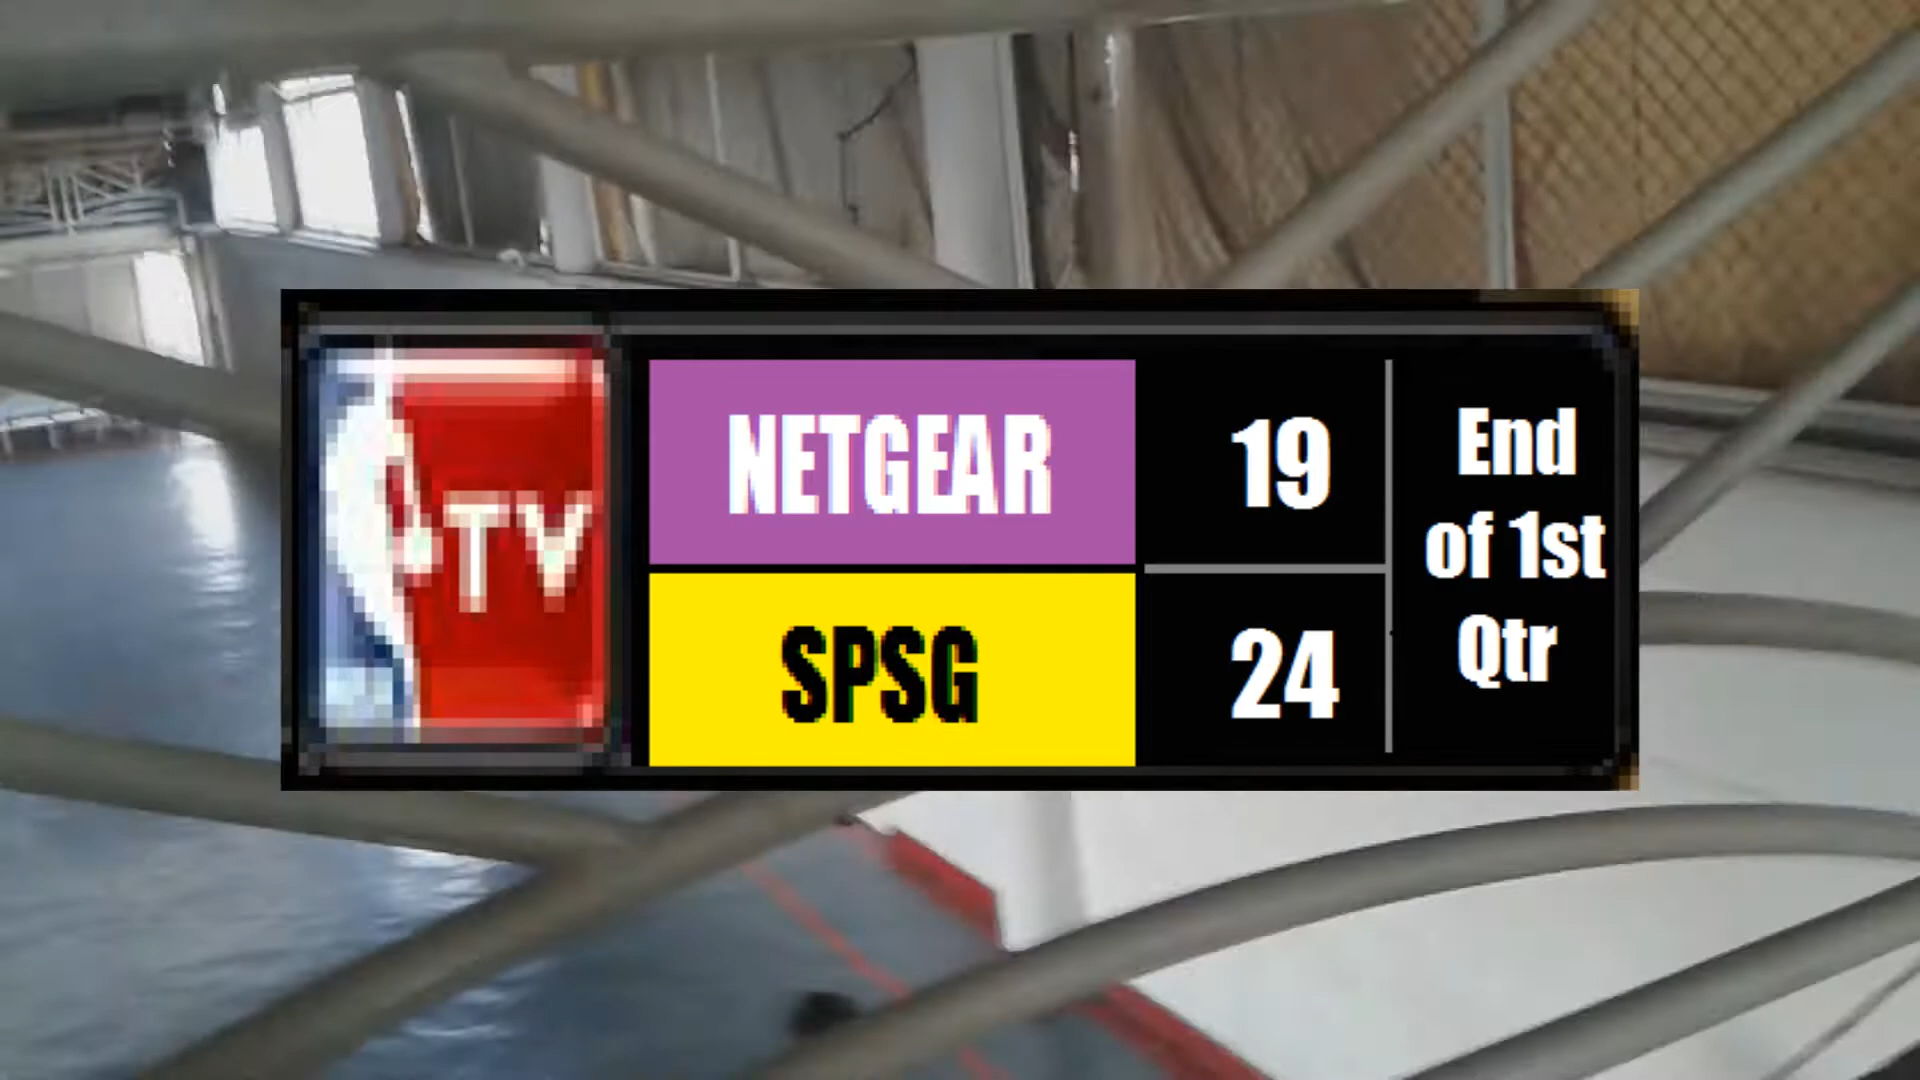 TV
NETGEAR
19
SPSG
24
End
of 1st
Qtr